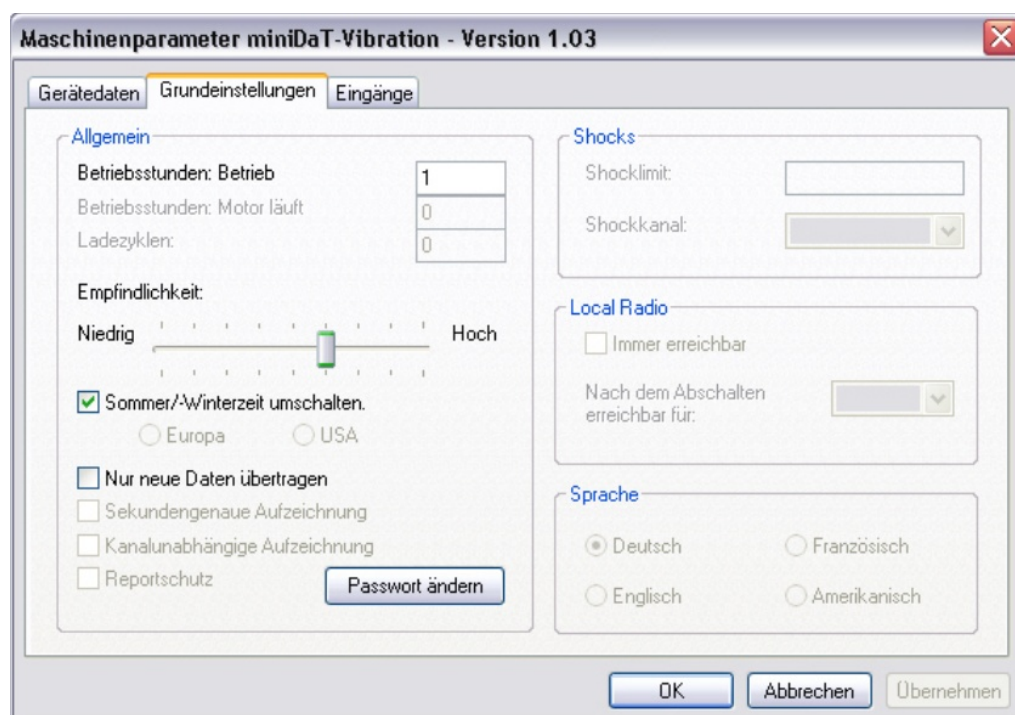 Maschinenparameter miniDaT-Vibration - Version 1.03
Gerätedaten Grundeinstellungen Eingänge
Allgemein
Betriebsstunden: Betrieb 1
Betriebsstunden: Motor läuft 0
Ladezyklen: 0
Empfindlichkeit:
Niedrig Hoch
Sommer/-Winterzeit umschalten.
Europa USA
Nur neue Daten übertragen
Sekundengenaue Aufzeichnung
Kanalunabhängige Aufzeichnung
Reportschutz Passwort ändern
Shocks
Shocklimit:
Shockkanal:
Local Radio
Immer erreichbar
Nach dem Abschalten
erreichbar für:
Sprache
Deutsch Französisch
Englisch Amerikanisch
OK Abbrechen Übernehmen